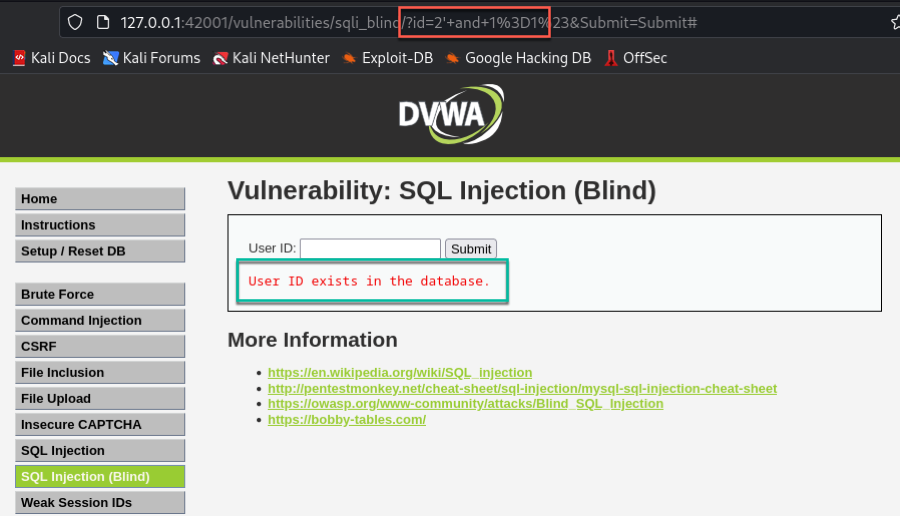 127.0.0.1:42001/vulnerabilities/sqli_blind/?id=2'+and+1%3D1%23&Submit=Submit#
Kali Docs Kali Forums Kali NetHunter Exploit-DB Google Hacking DB OffSec
DVWA
Vulnerability: SQL Injection (Blind)
Home
Instructions
Setup / Reset DB
User ID: Submit
User ID exists in the database.
Brute Force
Command Injection
CSRF
File Inclusion
File Upload
Insecure CAPTCHA
SQL Injection
SQL Injection (Blind)
Weak Session IDs
More Information
https://en.wikipedia.org/wiki/SQL_injection
http://pentestmonkey.net/cheat-sheet/sql-injection/mysql-sql-injection-cheat-sheet
https://owasp.org/www-community/attacks/Blind_SQL_Injection
https://bobby-tables.com/